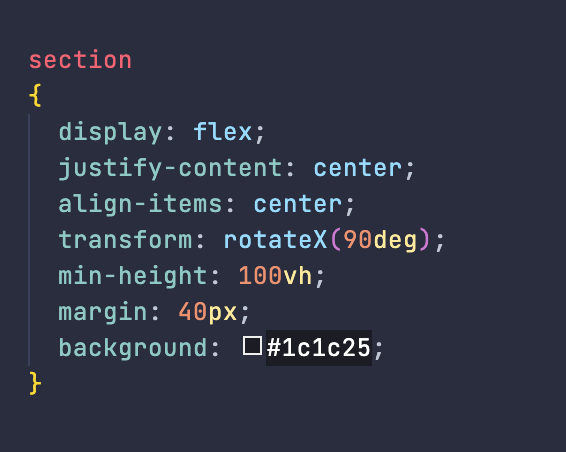 section
{
display: flex;
justify-content: center;
align-items: center;
transform: rotateX(90deg);
min-height: 100vh;
margin: 40px;
background: #1c1c25;
}